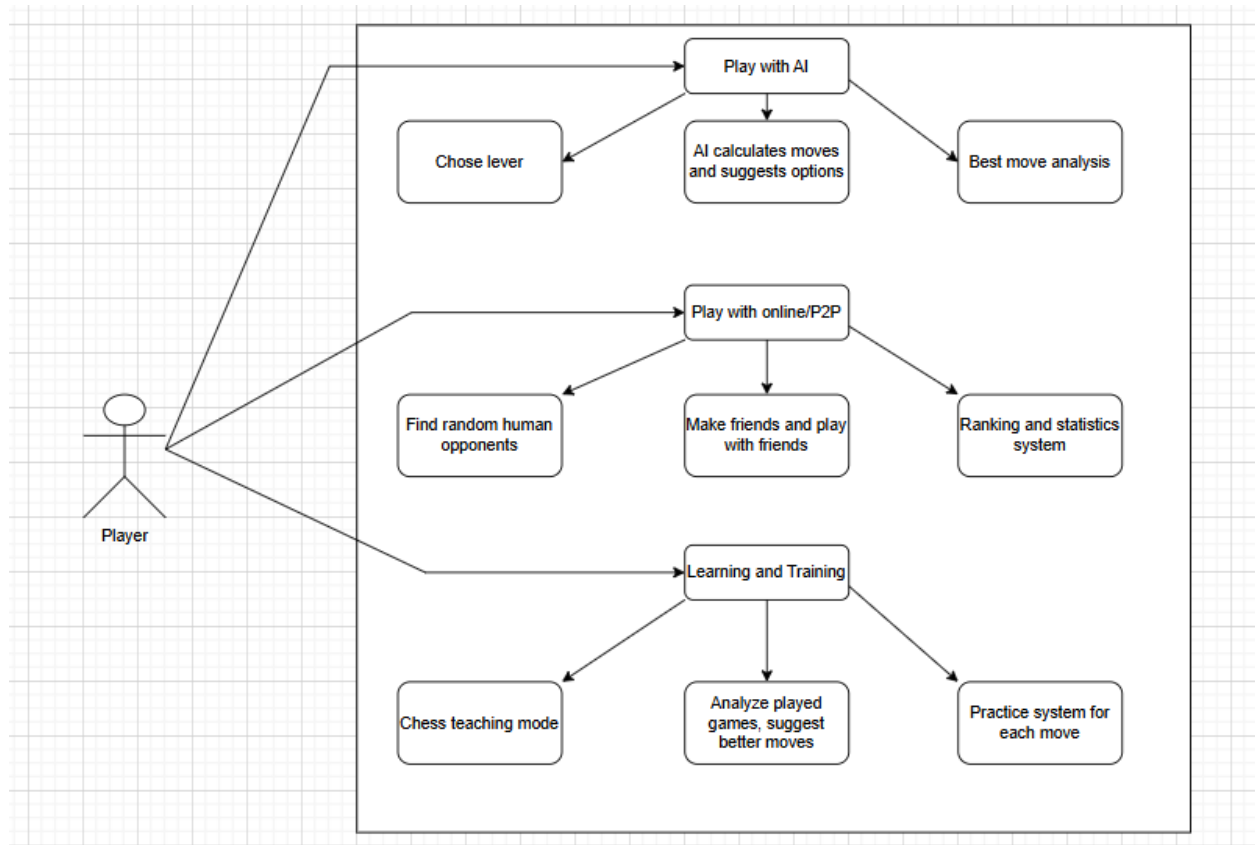 Play with AI
Chose lever
AI calculates moves
and suggests options
Best move analysis
Play with online/P2P
Find random human
opponents
Make friends and play
with friends
Ranking and statistics
system
Player
Learning and Training
Chess teaching mode
Analyze played
games, suggest
better moves
Practice system for
each move